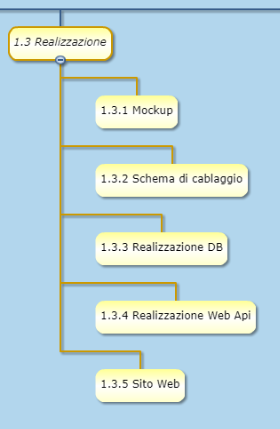 1.3 Realizzazione
1.3.1 Mockup
1.3.2 Schema di cablaggio
1.3.3 Realizzazione DB
1.3.4 Realizzazione Web Api
1.3.5 Sito Web